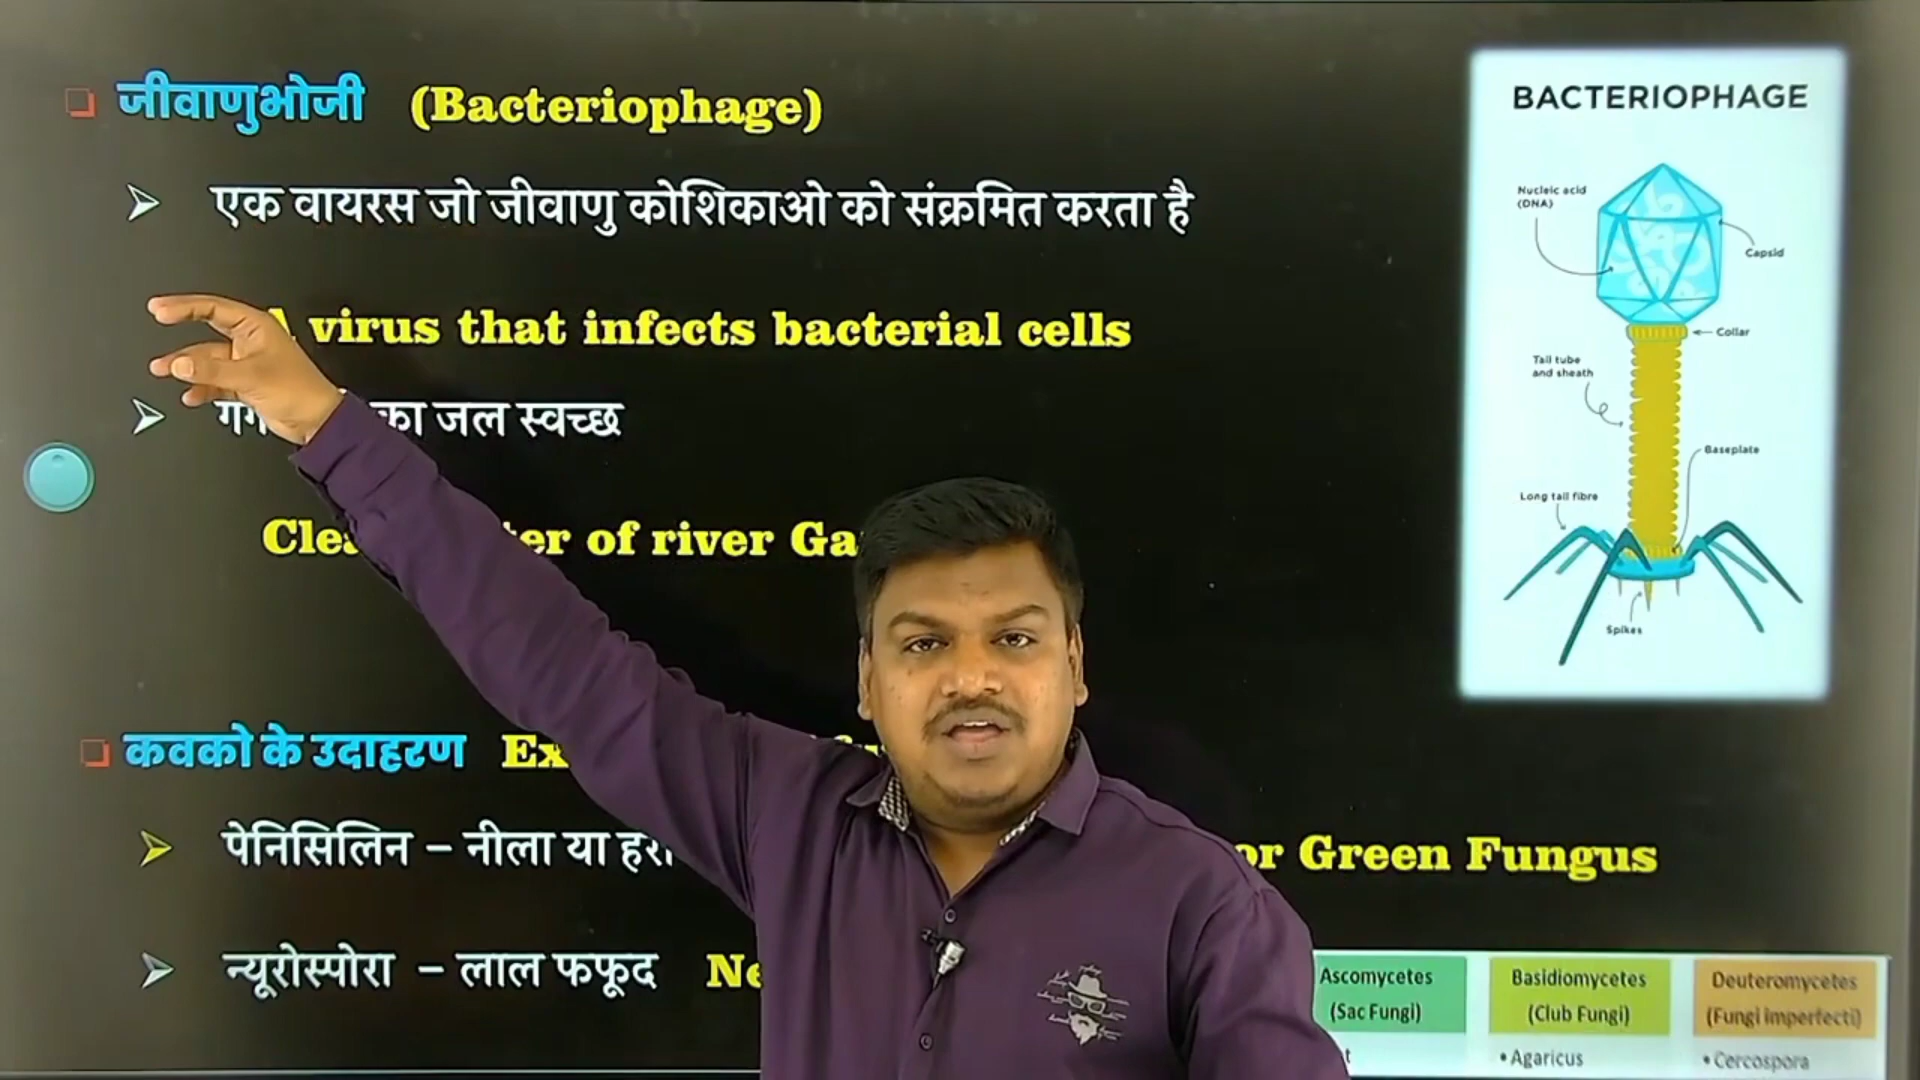 जीवाणुभोजी (Bacteriophage)
एक वायरस जो जीवाणु कोशिकाओ को संक्रमित करता है
A virus that infects bacterial cells
का जल स्वच्छ
of river
कवको के उदाहरण
पेनिसिलिन – नीला या
or Green Fungus
न्यूरोस्पोरा – लाल फफूद
BACTERIOPHAGE
Nucleic acid
(DNA)
Capsid
Collar
Tail tube
and sheath
Baseplate
Long tail fibre
Spikes
Ascomycetes
(Sac Fungi)
Basidiomycetes
(Club Fungi)
• Agaricus
Deuteromycetes
(Fungi Imperfecti)
• Cercospora